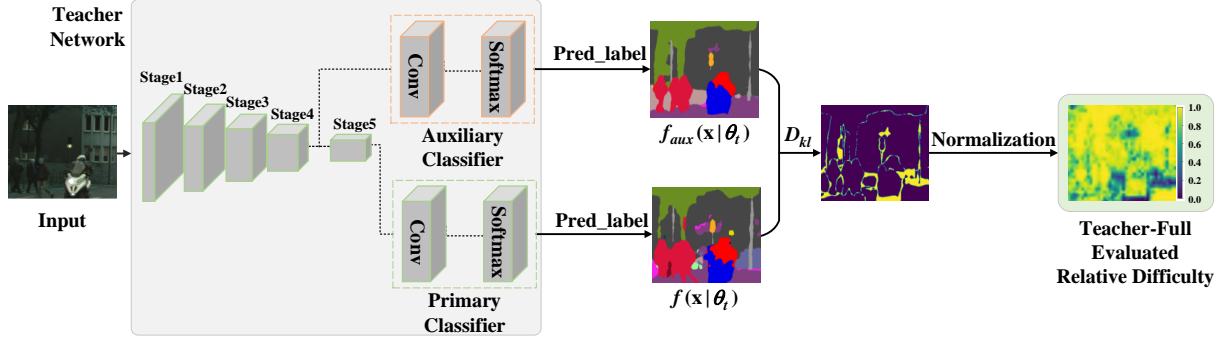 Teacher
Network
Stage1
Stage2
Stage3
Stage4
Stage5
Input
Conv
Softmax
Auxiliary
Classifier
Conv
Softmax
Primary
Classifier
Pred_label
f_aux (x | θ_t)
Pred_label
f (x | θ_t)
D_kl
Normalization
1.0
0.8
0.6
0.4
0.2
0.0
Teacher-Full
Evaluated
Relative Difficulty